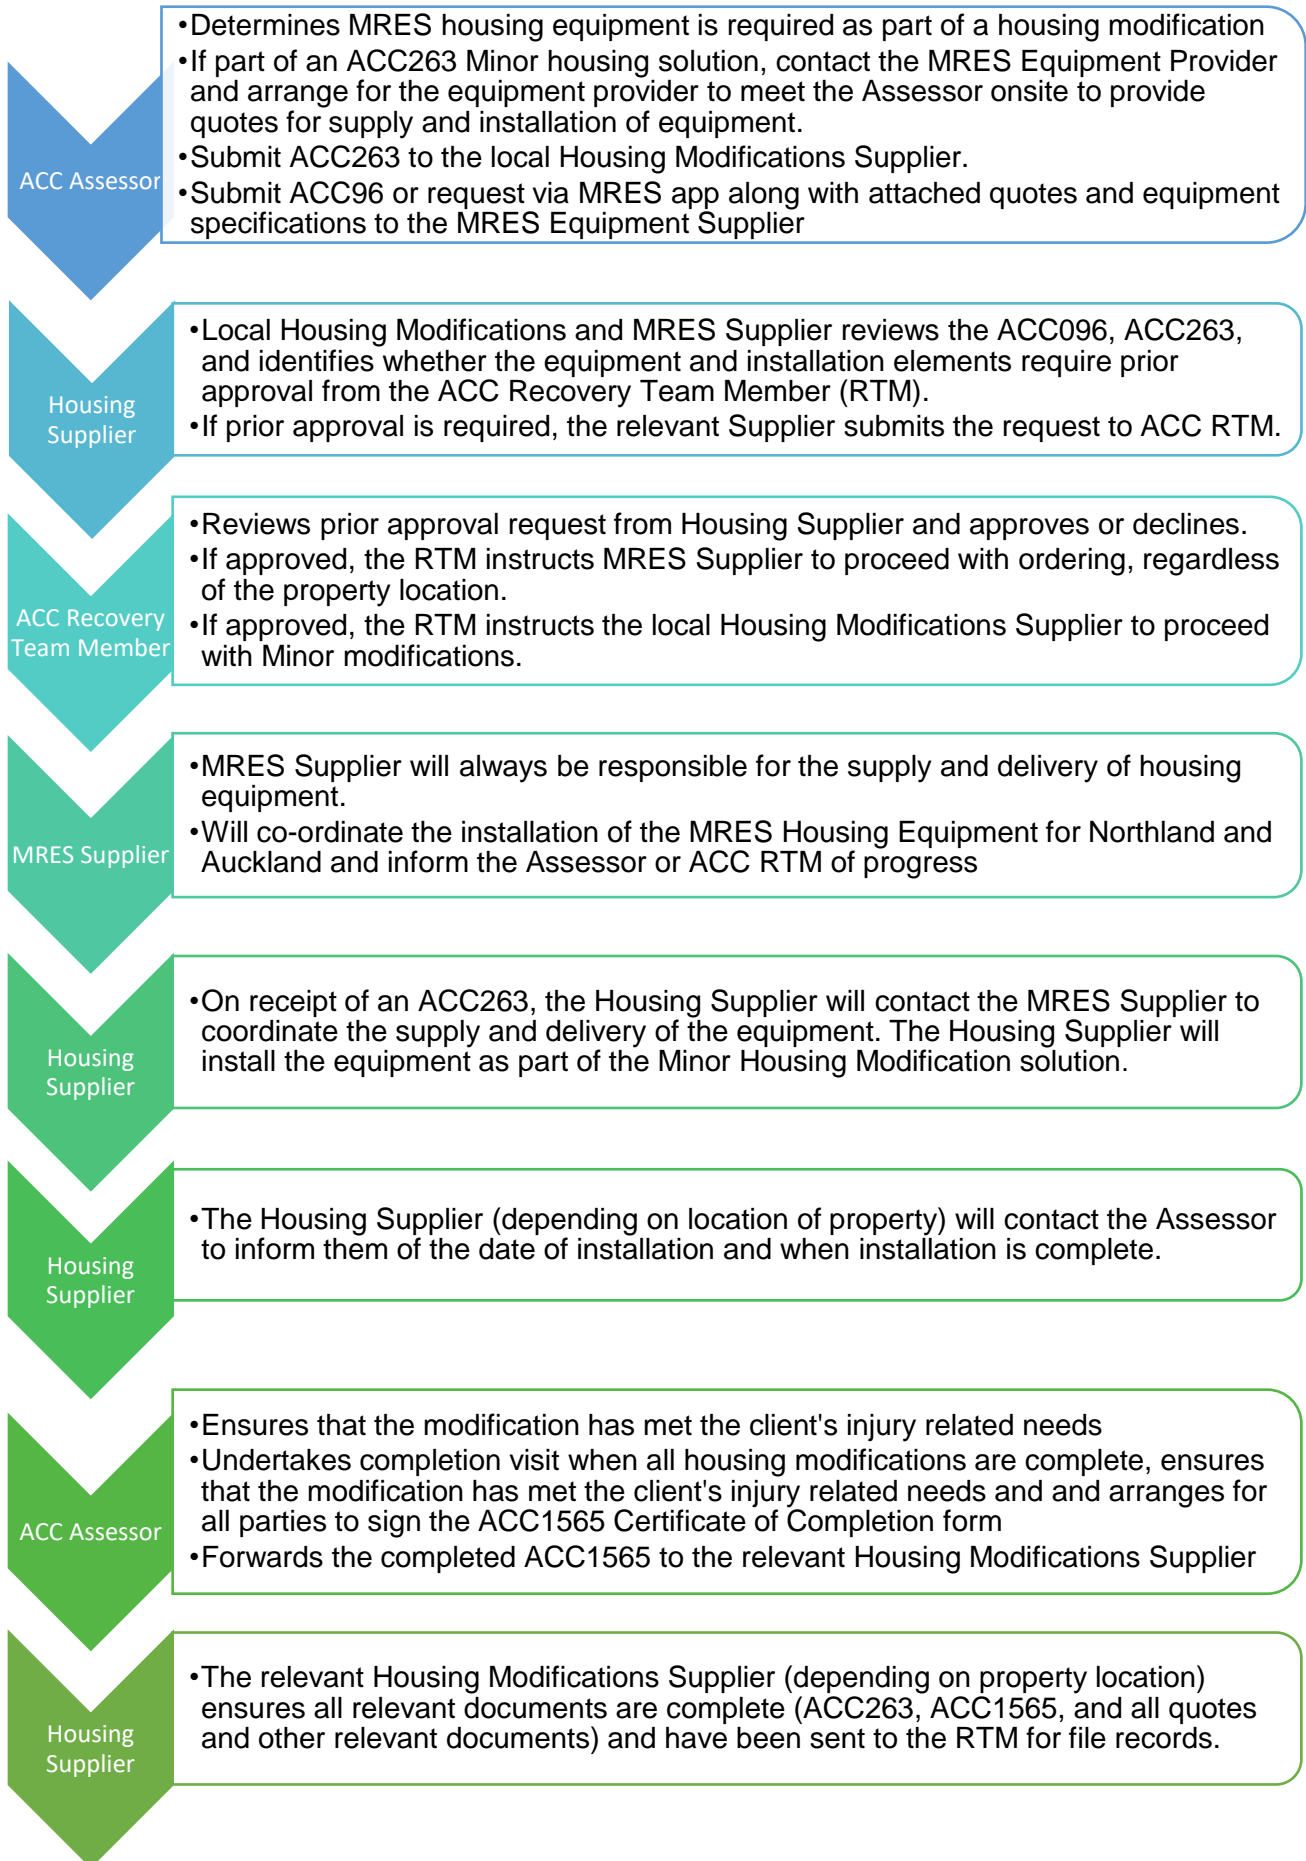 ACC Assessor
•Determines MRES housing equipment is required as part of a housing modification
•If part of an ACC263 Minor housing solution, contact the MRES Equipment Provider
and arrange for the equipment provider to meet the Assessor onsite to provide
quotes for supply and installation of equipment.
•Submit ACC263 to the local Housing Modifications Supplier.
•Submit ACC96 or request via MRES app along with attached quotes and equipment
specifications to the MRES Equipment Supplier
Housing
Supplier
•Local Housing Modifications and MRES Supplier reviews the ACC096, ACC263,
and identifies whether the equipment and installation elements require prior
approval from the ACC Recovery Team Member (RTM).
•If prior approval is required, the relevant Supplier submits the request to ACC RTM.
ACC Recovery
Team Member
•Reviews prior approval request from Housing Supplier and approves or declines.
•If approved, the RTM instructs MRES Supplier to proceed with ordering, regardless
of the property location.
•If approved, the RTM instructs the local Housing Modifications Supplier to proceed
with Minor modifications.
MRES Supplier
•MRES Supplier will always be responsible for the supply and delivery of housing
equipment.
•Will co-ordinate the installation of the MRES Housing Equipment for Northland and
Auckland and inform the Assessor or ACC RTM of progress
Housing
Supplier
•On receipt of an ACC263, the Housing Supplier will contact the MRES Supplier to
coordinate the supply and delivery of the equipment. The Housing Supplier will
install the equipment as part of the Minor Housing Modification solution.
Housing
Supplier
•The Housing Supplier (depending on location of property) will contact the Assessor
to inform them of the date of installation and when installation is complete.
ACC Assessor
•Ensures that the modification has met the client's injury related needs
•Undertakes completion visit when all housing modifications are complete, ensures
that the modification has met the client's injury related needs and and arranges for
all parties to sign the ACC1565 Certificate of Completion form
•Forwards the completed ACC1565 to the relevant Housing Modifications Supplier
Housing
Supplier
•The relevant Housing Modifications Supplier (depending on property location)
ensures all relevant documents are complete (ACC263, ACC1565, and all quotes
and other relevant documents) and have been sent to the RTM for file records.